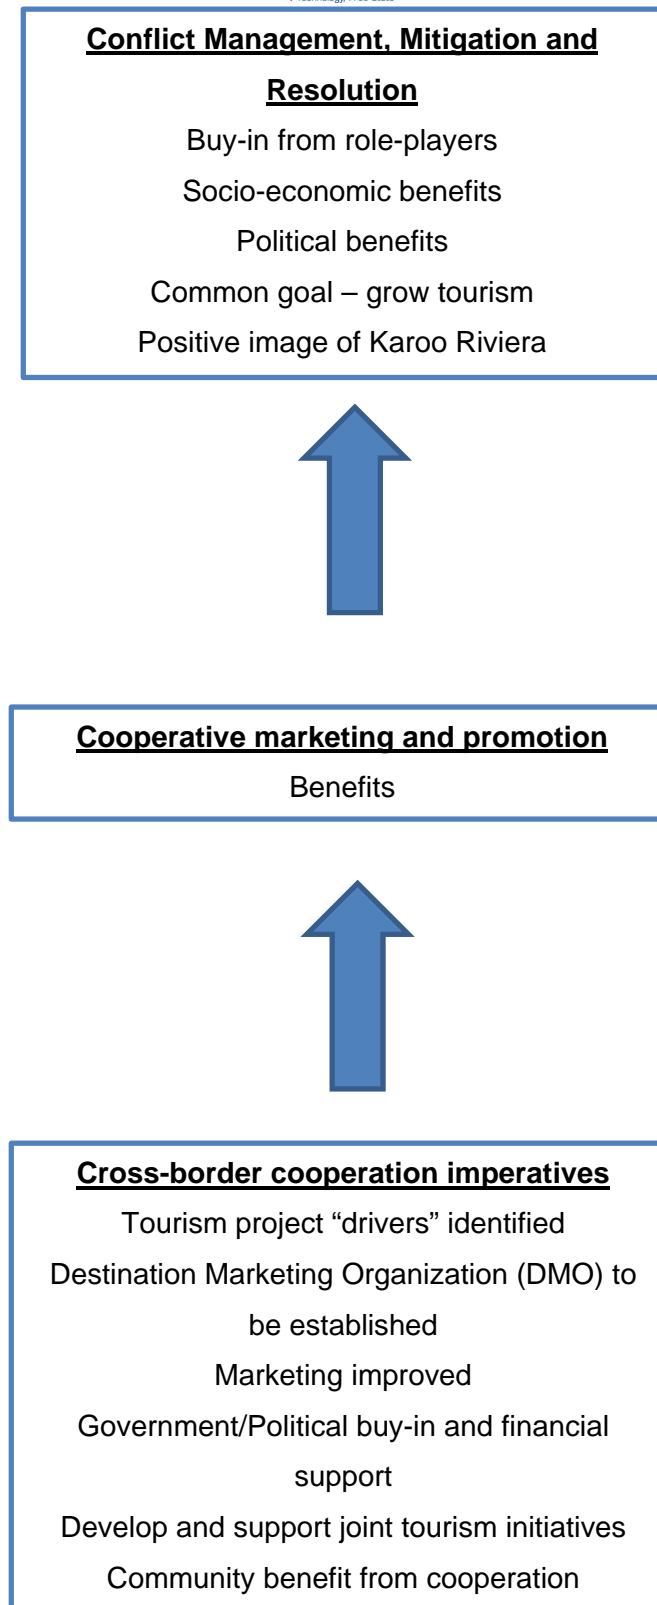 Technology, Free State
Conflict Management, Mitigation and
Resolution
Buy-in from role-players
Socio-economic benefits
Political benefits
Common goal – grow tourism
Positive image of Karoo Riviera
Cooperative marketing and promotion
Benefits
Cross-border cooperation imperatives
Tourism project “drivers” identified
Destination Marketing Organization (DMO) to
be established
Marketing improved
Government/Political buy-in and financial
support
Develop and support joint tourism initiatives
Community benefit from cooperation